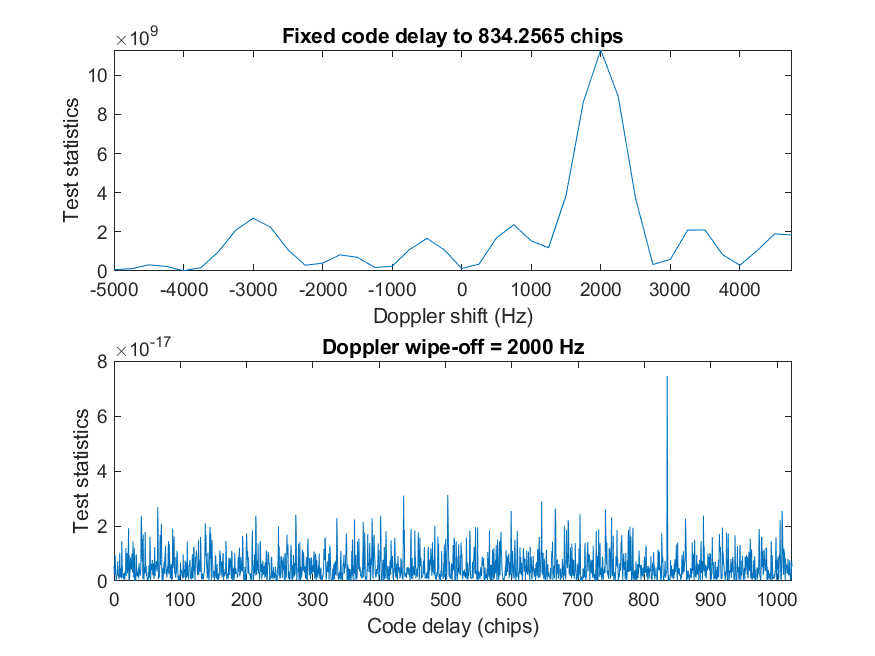 ×10^9
Fixed code delay to 834.2565 chips
Test statistics
10
8
6
4
2
0
-5000 -4000 -3000 -2000 -1000 0 1000 2000 3000 4000
Doppler shift (Hz)
×10^-17
Doppler wipe-off = 2000 Hz
Test statistics
8
6
4
2
0
0 100 200 300 400 500 600 700 800 900 1000
Code delay (chips)